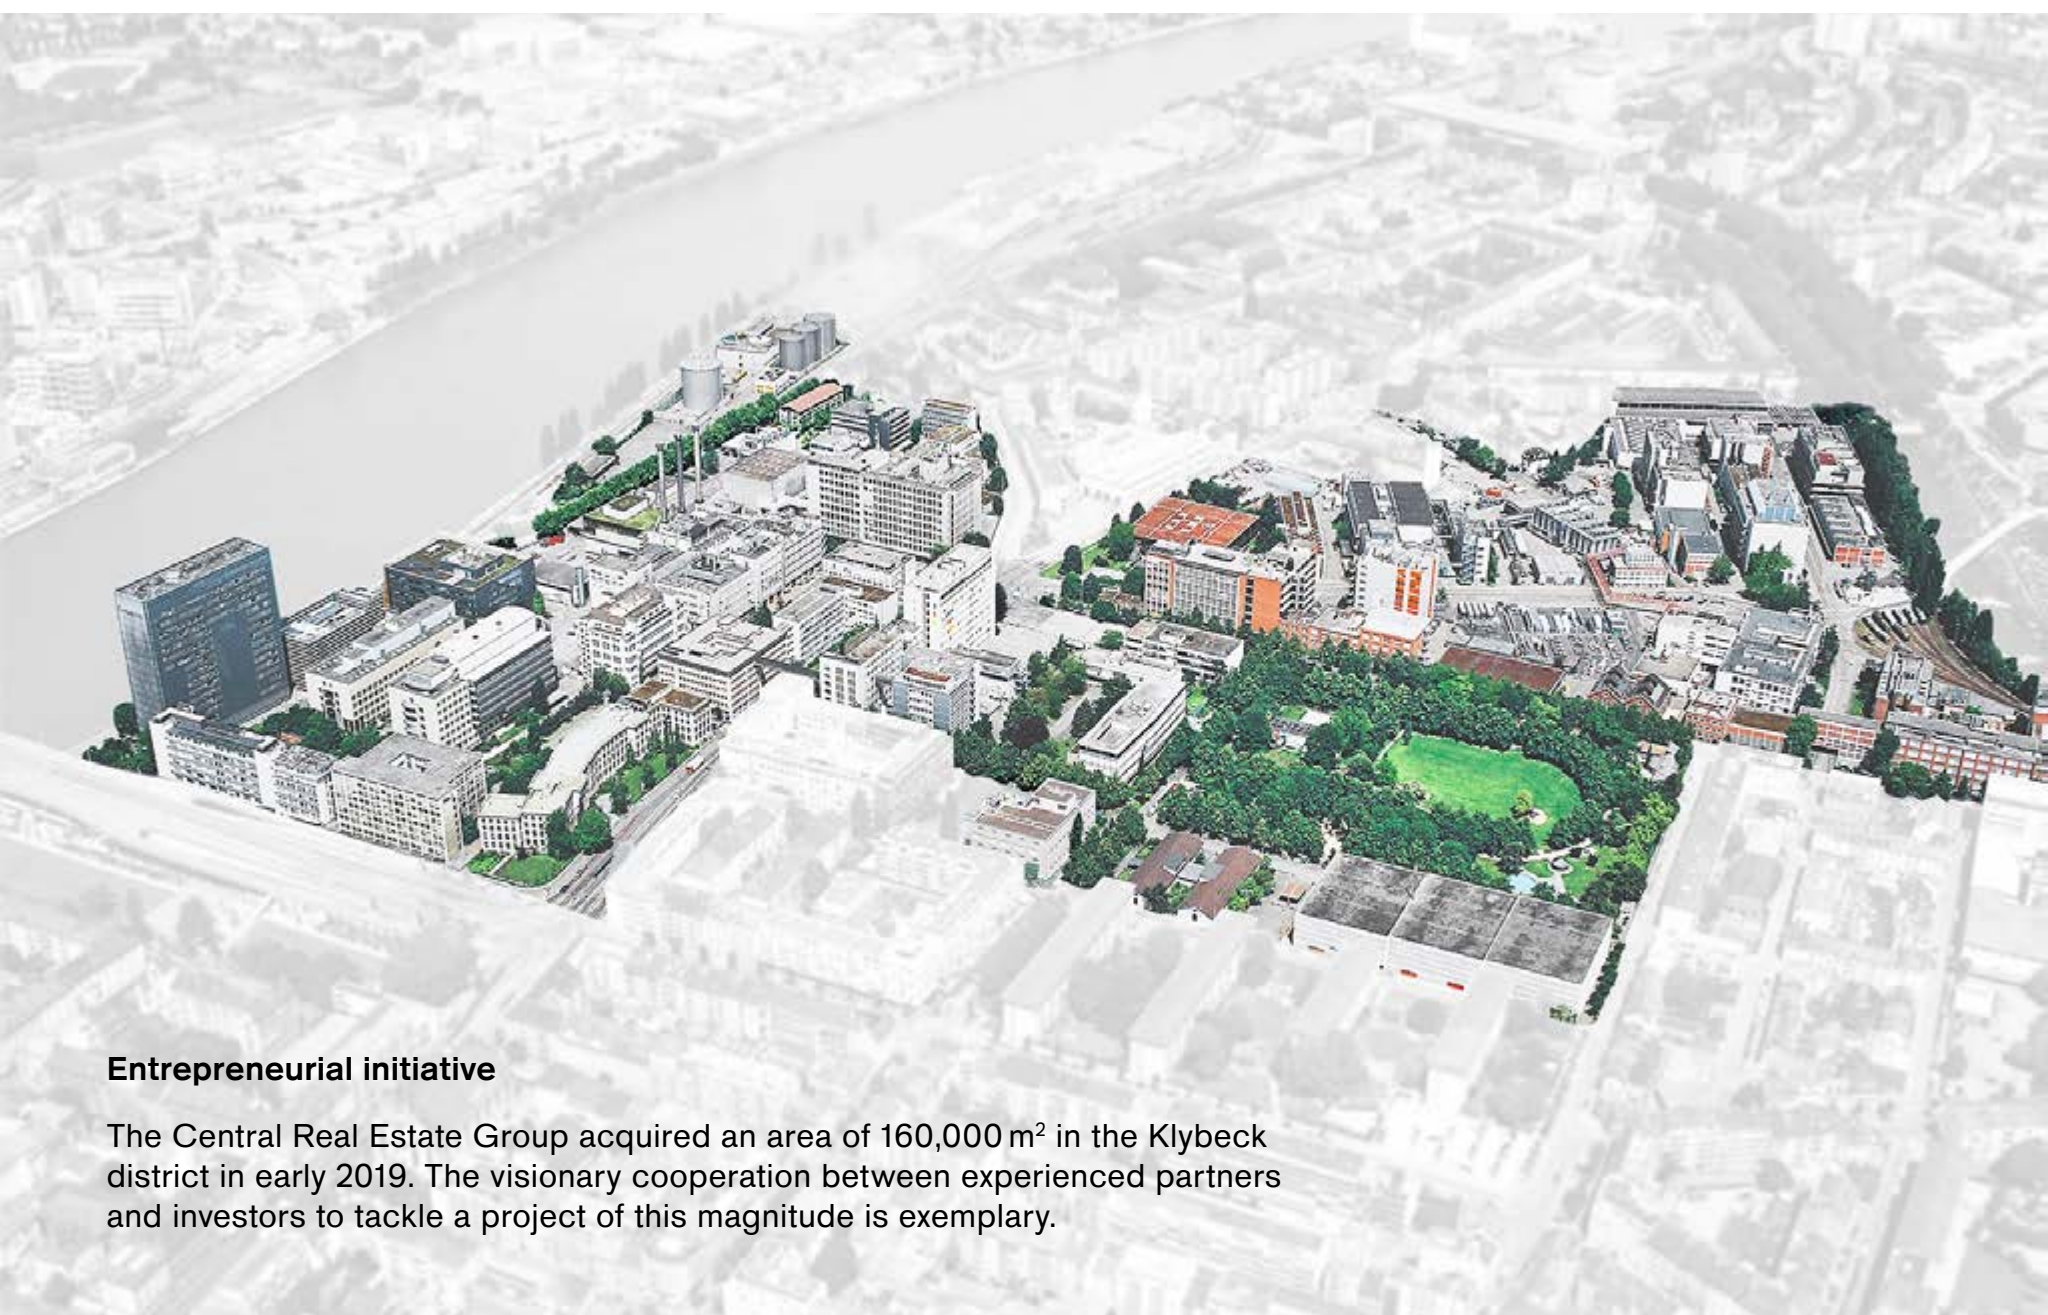 Entrepreneurial initiative
The Central Real Estate Group acquired an area of 160,000 m² in the Klybeck
district in early 2019. The visionary cooperation between experienced partners
and investors to tackle a project of this magnitude is exemplary.